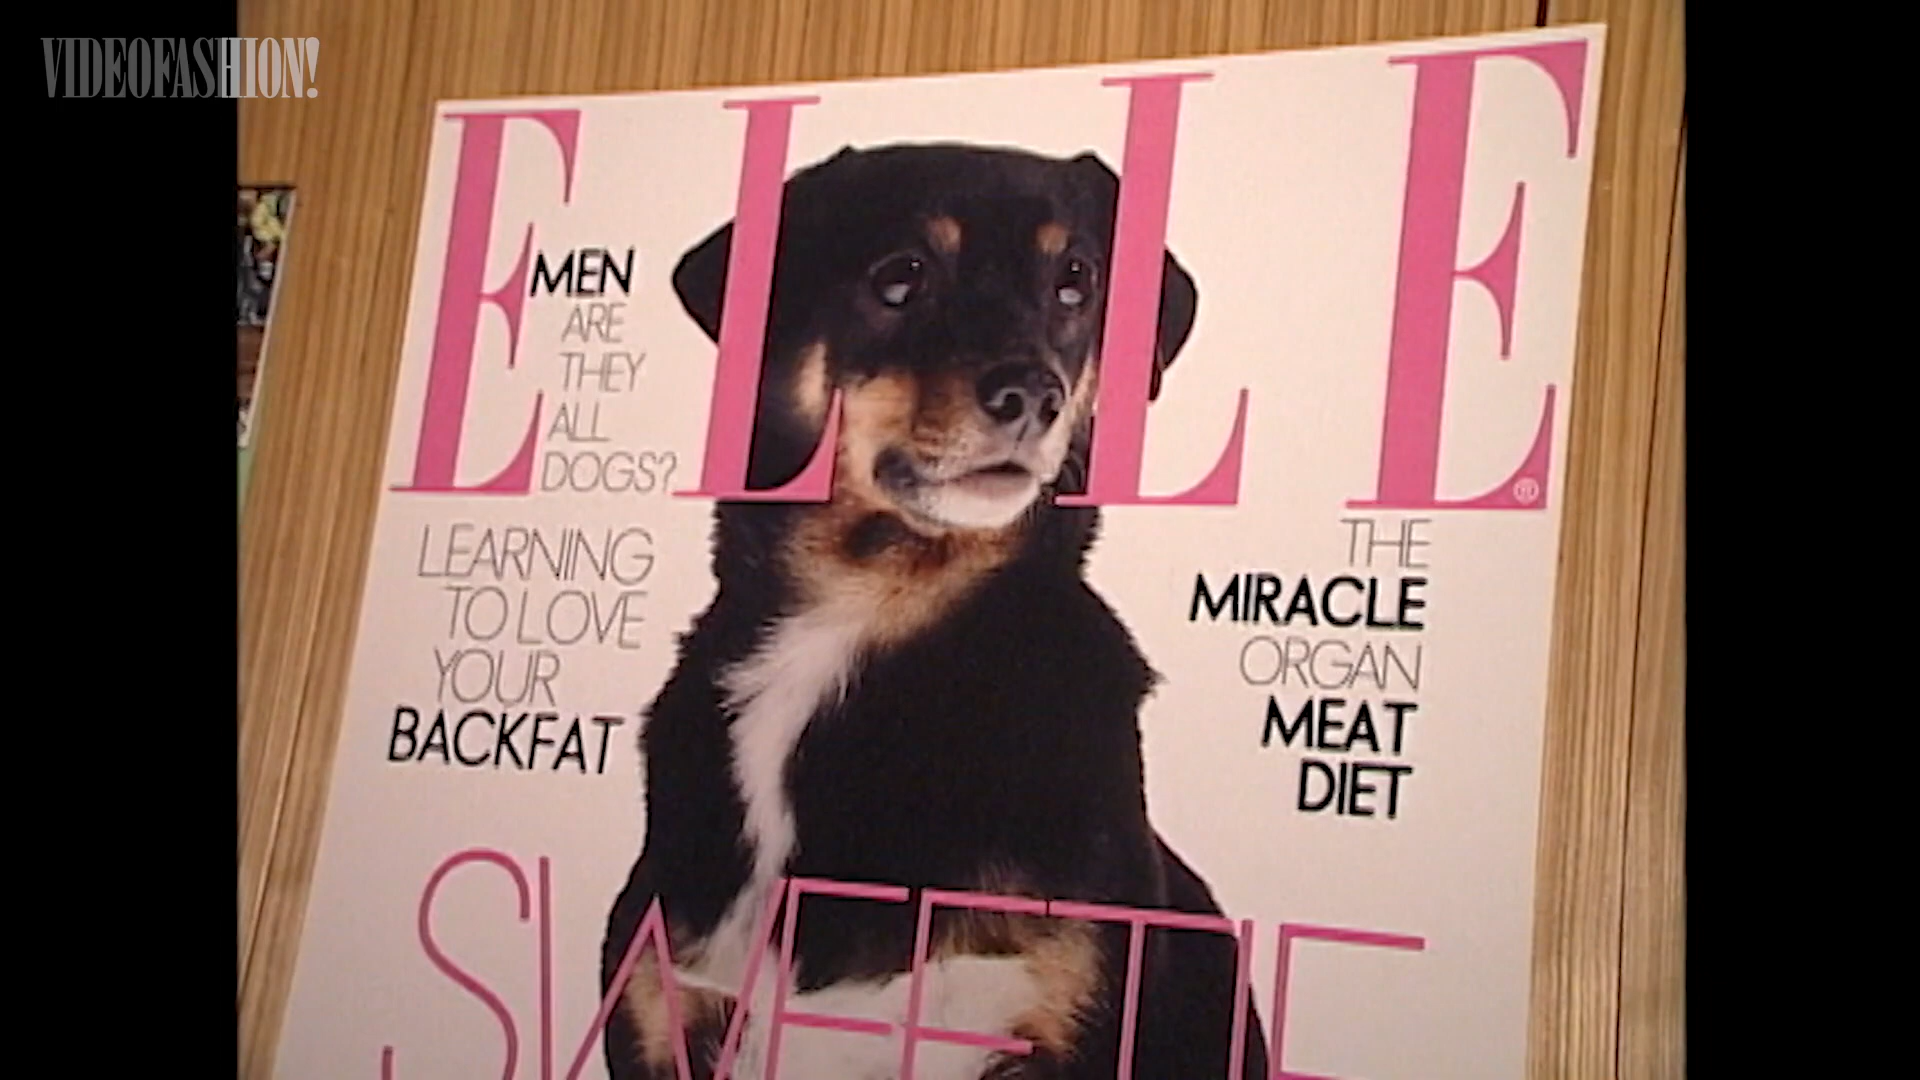 VIDEOFASHION!
ELLE
MEN
ARE
THEY
ALL
DOGS?
LEARNING
TO LOVE
YOUR
BACKFAT
THE
MIRACLE
ORGAN
MEAT
DIET
SWEETIE